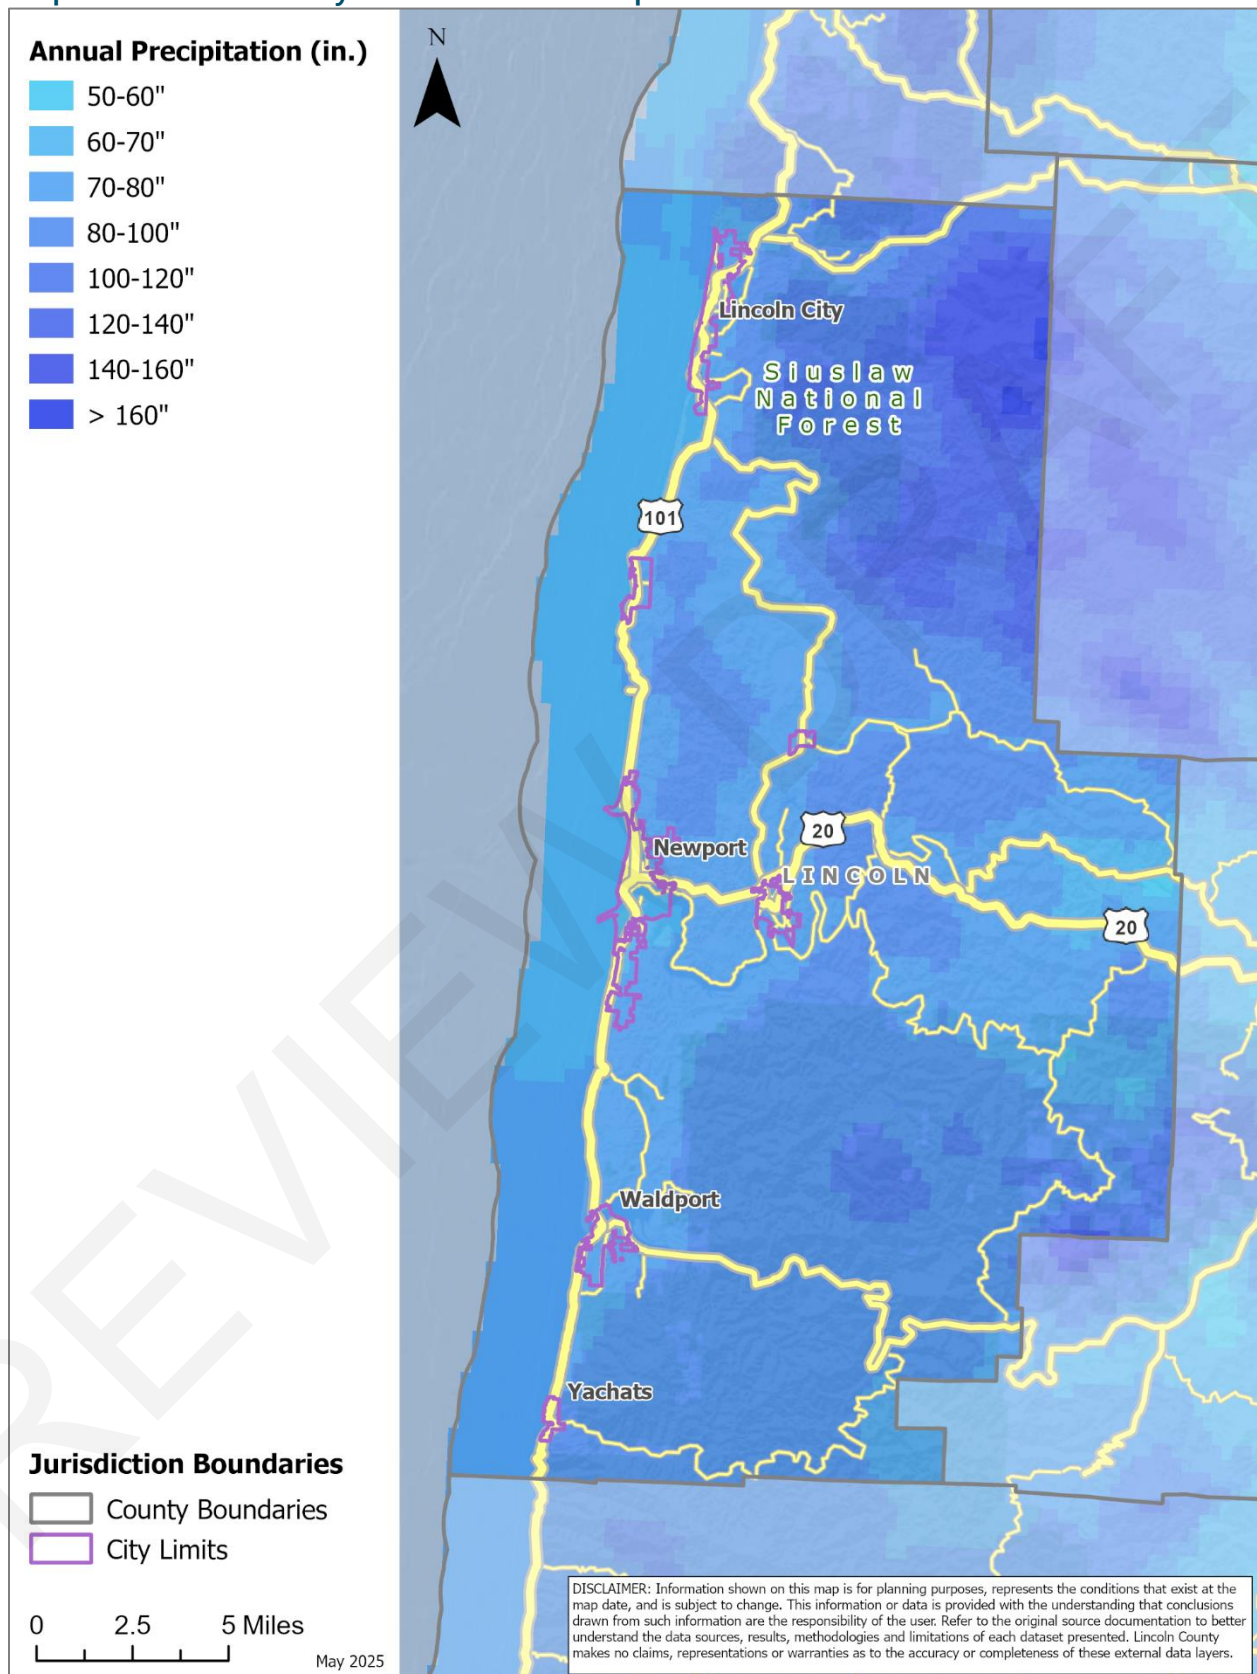 Annual Precipitation (in.)
50-60"
60-70"
70-80"
80-100"
100-120"
120-140"
140-160"
> 160"
N
Lincoln City
Siuslaw
National
Forest
101
Newport
20
LINCOLN
20
Waldport
Yachats
Jurisdiction Boundaries
County Boundaries
City Limits
0 2.5 5 Miles
May 2025
DISCLAIMER: Information shown on this map is for planning purposes, represents the conditions that exist at the
map date, and is subject to change. This information or data is provided with the understanding that conclusions
drawn from such information are the responsibility of the user. Refer to the original source documentation to better
understand the data sources, results, methodologies and limitations of each dataset presented. Lincoln County
makes no claims, representations or warranties as to the accuracy or completeness of these external data layers.
REVIEW DRAFT